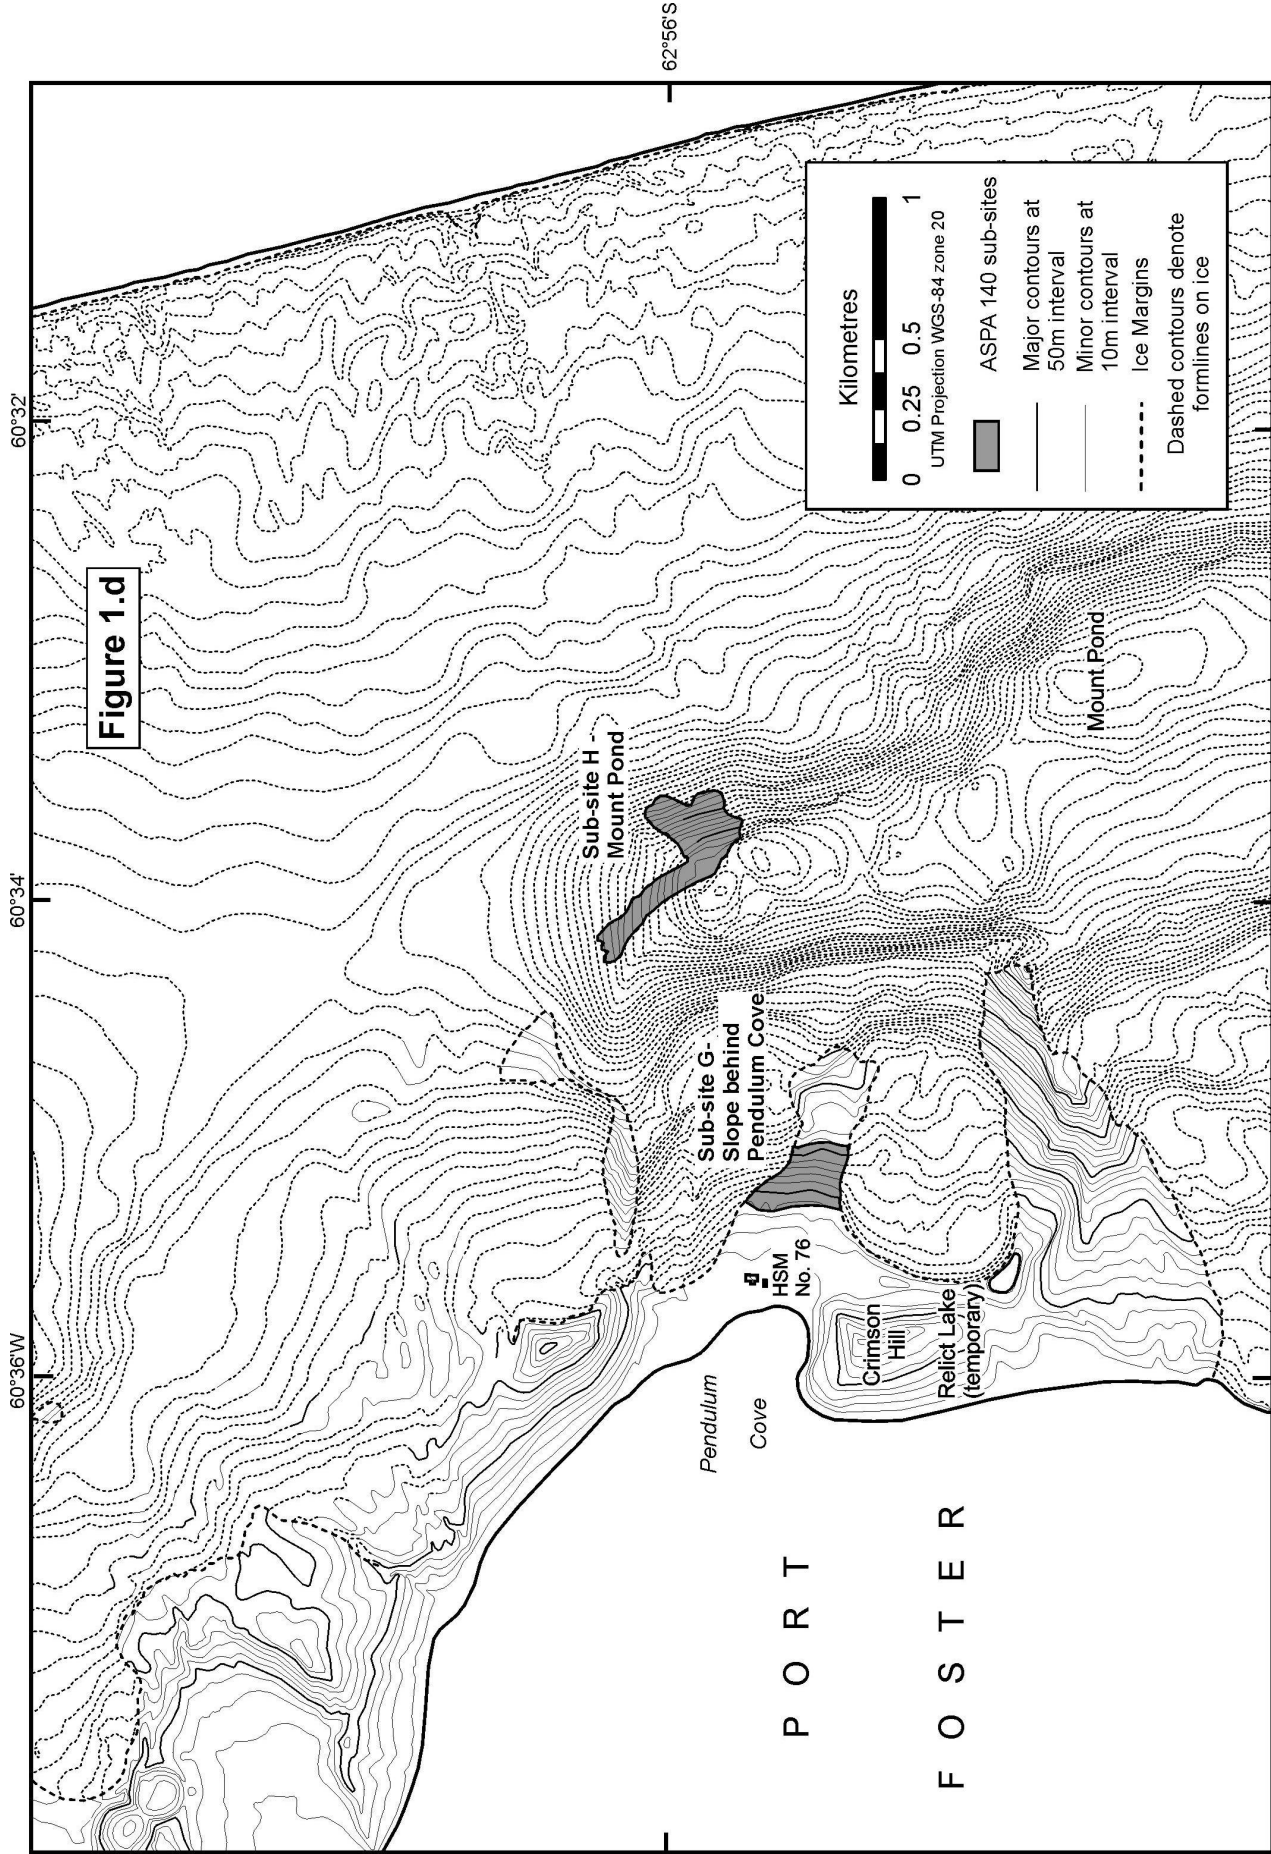 Figure 1.d
60°36'W
60°34'
60°32'
62°56'S
Sub-site H -
Mount Pond
Sub-site G-
Slope behind
Pendulum Cove
HSM
No. 76
Pendulum
Cove
Crimson
Hill
Relict Lake
(temporary)
Mount Pond
PORT
FOSTER
Kilometres
0 0.25 0.5 1
UTM Projection WGS-84 zone 20
ASPA 140 sub-sites
Major contours at
50m interval
Minor contours at
10m interval
Ice Margins
Dashed contours denote
formlines on ice